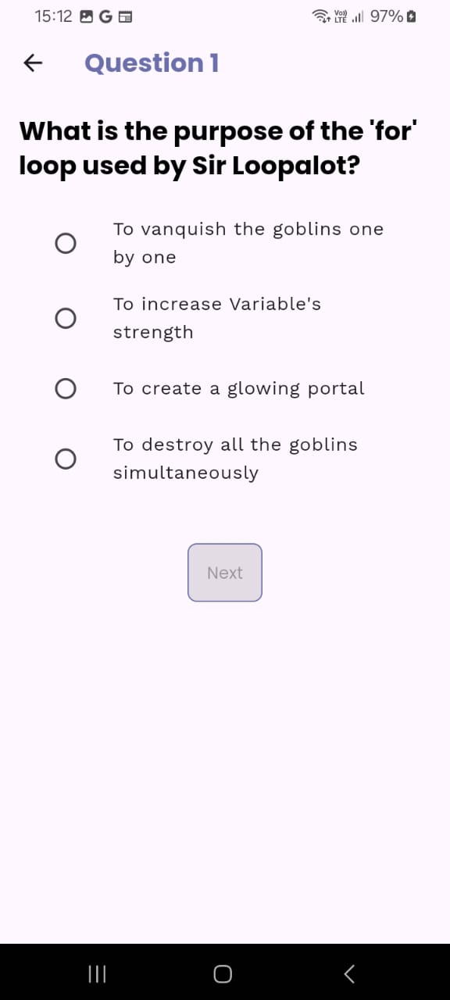 15:12 G 97%
Question 1
What is the purpose of the 'for'
loop used by Sir Loopalot?
To vanquish the goblins one
by one
To increase Variable's
strength
To create a glowing portal
To destroy all the goblins
simultaneously
Next